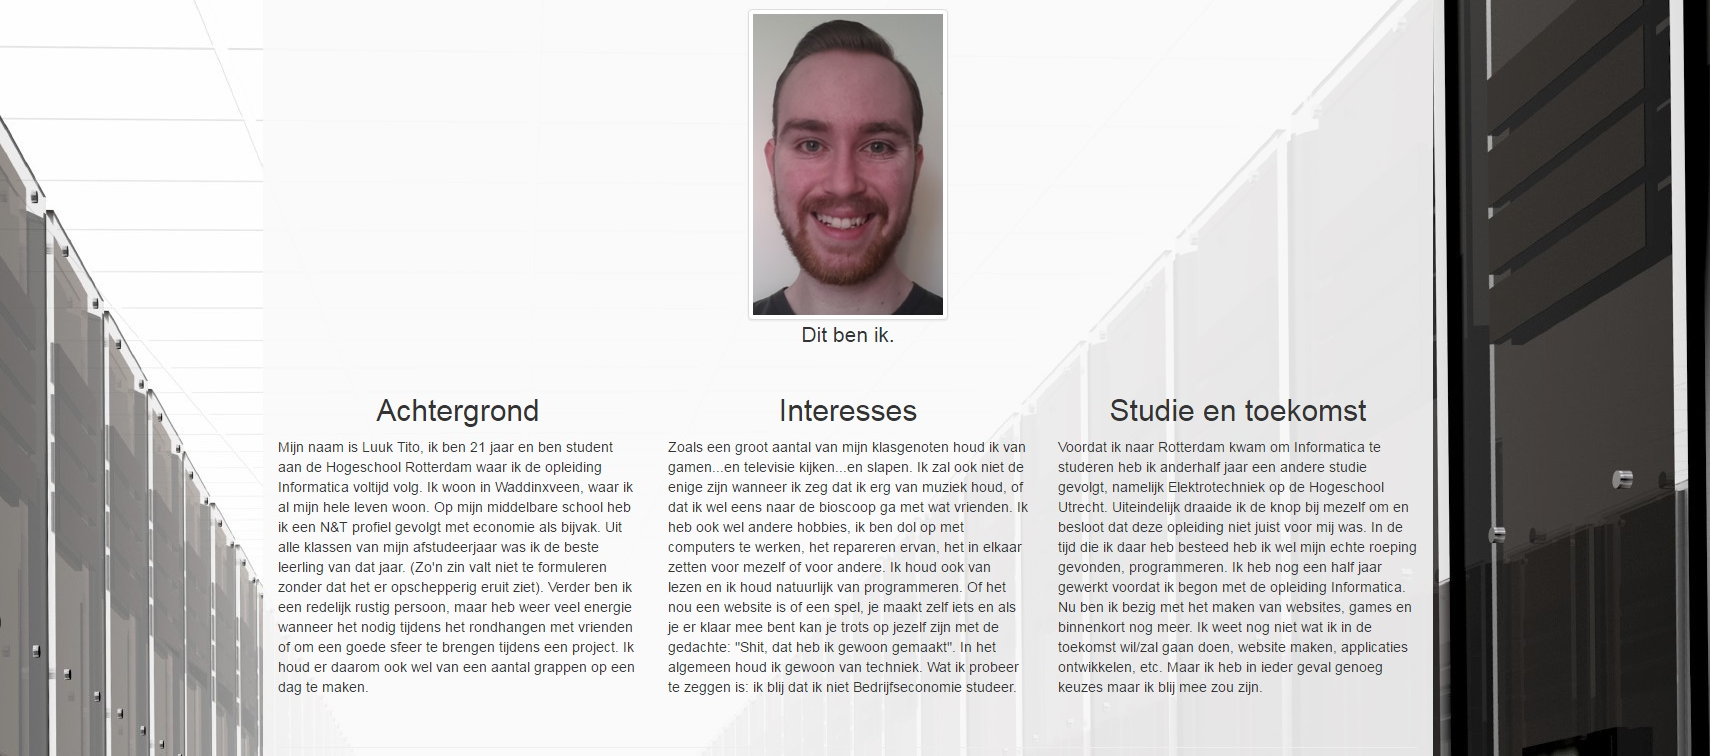 Dit ben ik.
Achtergrond
Mijn naam is Luuk Tito, ik ben 21 jaar en ben student
aan de Hogeschool Rotterdam waar ik de opleiding
Informatica voltijd volg. Ik woon in Waddinxveen, waar ik
al mijn hele leven woon. Op mijn middelbare school heb
ik een N&T profiel gevolgt met economie als bijvak. Uit
alle klassen van mijn afstudeerjaar was ik de beste
leerling van dat jaar. (Zo'n zin valt niet te formuleren
zonder dat het er opschepperig eruit ziet). Verder ben ik
een redelijk rustig persoon, maar heb weer veel energie
wanneer het nodig tijdens het rondhangen met vrienden
of om een goede sfeer te brengen tijdens een project. Ik
houd er daarom ook wel van een aantal grappen op een
dag te maken.
Interesses
Zoals een groot aantal van mijn klasgenoten houd ik van
gamen...en televisie kijken...en slapen. Ik zal ook niet de
enige zijn wanneer ik zeg dat ik erg van muziek houd, of
dat ik wel eens naar de bioscoop ga met wat vrienden. Ik
heb ook wel andere hobbies, ik ben dol op met
computers te werken, het repareren ervan, het in elkaar
zetten voor mezelf of voor andere. Ik houd ook van
lezen en ik houd natuurlijk van programmeren. Of het
nou een website is of een spel, je maakt zelf iets en als
je er klaar mee bent kan je trots op jezelf zijn met de
gedachte: "Shit, dat heb ik gewoon gemaakt". In het
algemeen houd ik gewoon van techniek. Wat ik probeer
te zeggen is: ik blij dat ik niet Bedrijfseconomie studeer.
Studie en toekomst
Voordat ik naar Rotterdam kwam om Informatica te
studeren heb ik anderhalf jaar een andere studie
gevolgt, namelijk Elektrotechniek op de Hogeschool
Utrecht. Uiteindelijk draaide ik de knop bij mezelf om en
besloot dat deze opleiding niet juist voor mij was. In de
tijd die ik daar heb besteed heb ik wel mijn echte roeping
gevonden, programmeren. Ik heb nog een half jaar
gewerkt voordat ik begon met de opleiding Informatica.
Nu ben ik bezig met het maken van websites, games en
binnenkort nog meer. Ik weet nog niet wat ik in de
toekomst wil/zal gaan doen, website maken, applicaties
ontwikkelen, etc. Maar ik heb in ieder geval genoeg
keuzes maar ik blij mee zou zijn.